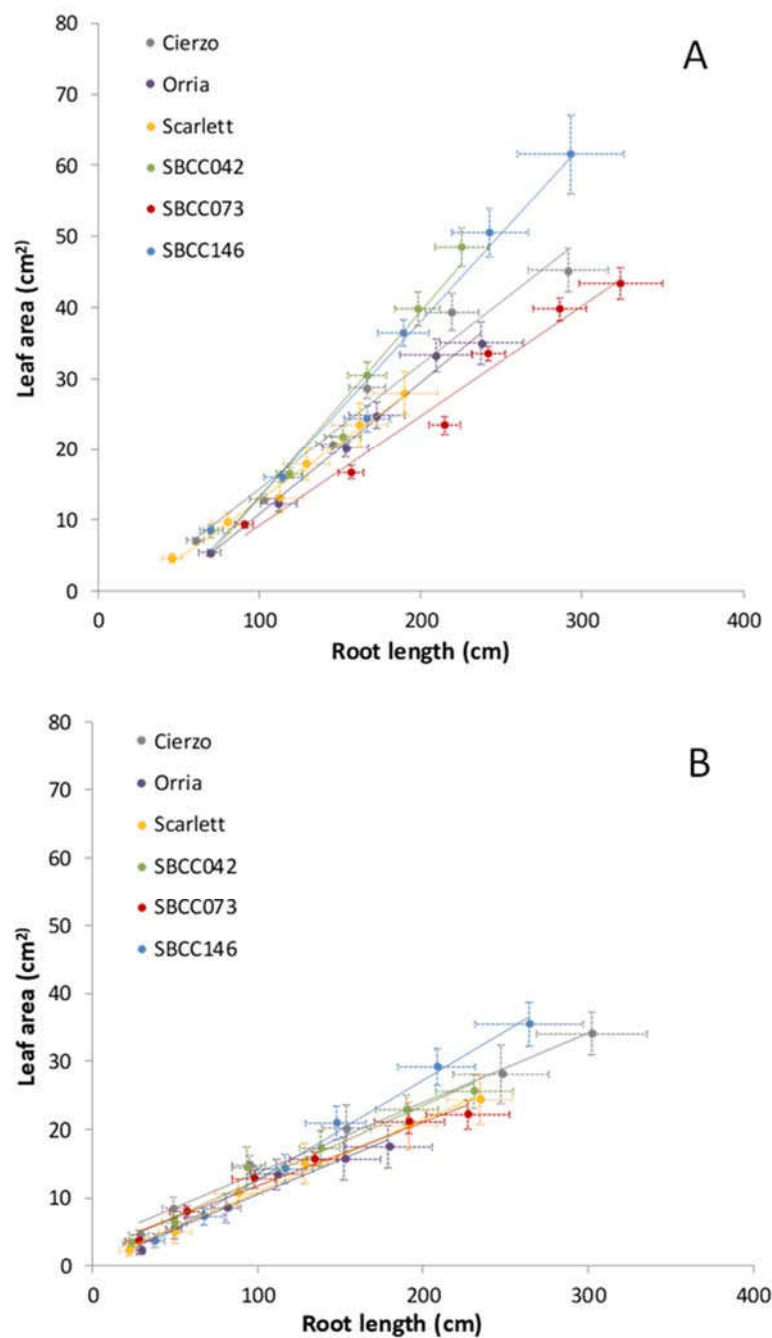 A
Cierzo
Orria
Scarlett
SBCC042
SBCC073
SBCC146
Leaf area (cm²)
80
70
60
50
40
30
20
10
0
0 100 200 300 400
Root length (cm)
B
Cierzo
Orria
Scarlett
SBCC042
SBCC073
SBCC146
Leaf area (cm²)
80
70
60
50
40
30
20
10
0
0 100 200 300 400
Root length (cm)